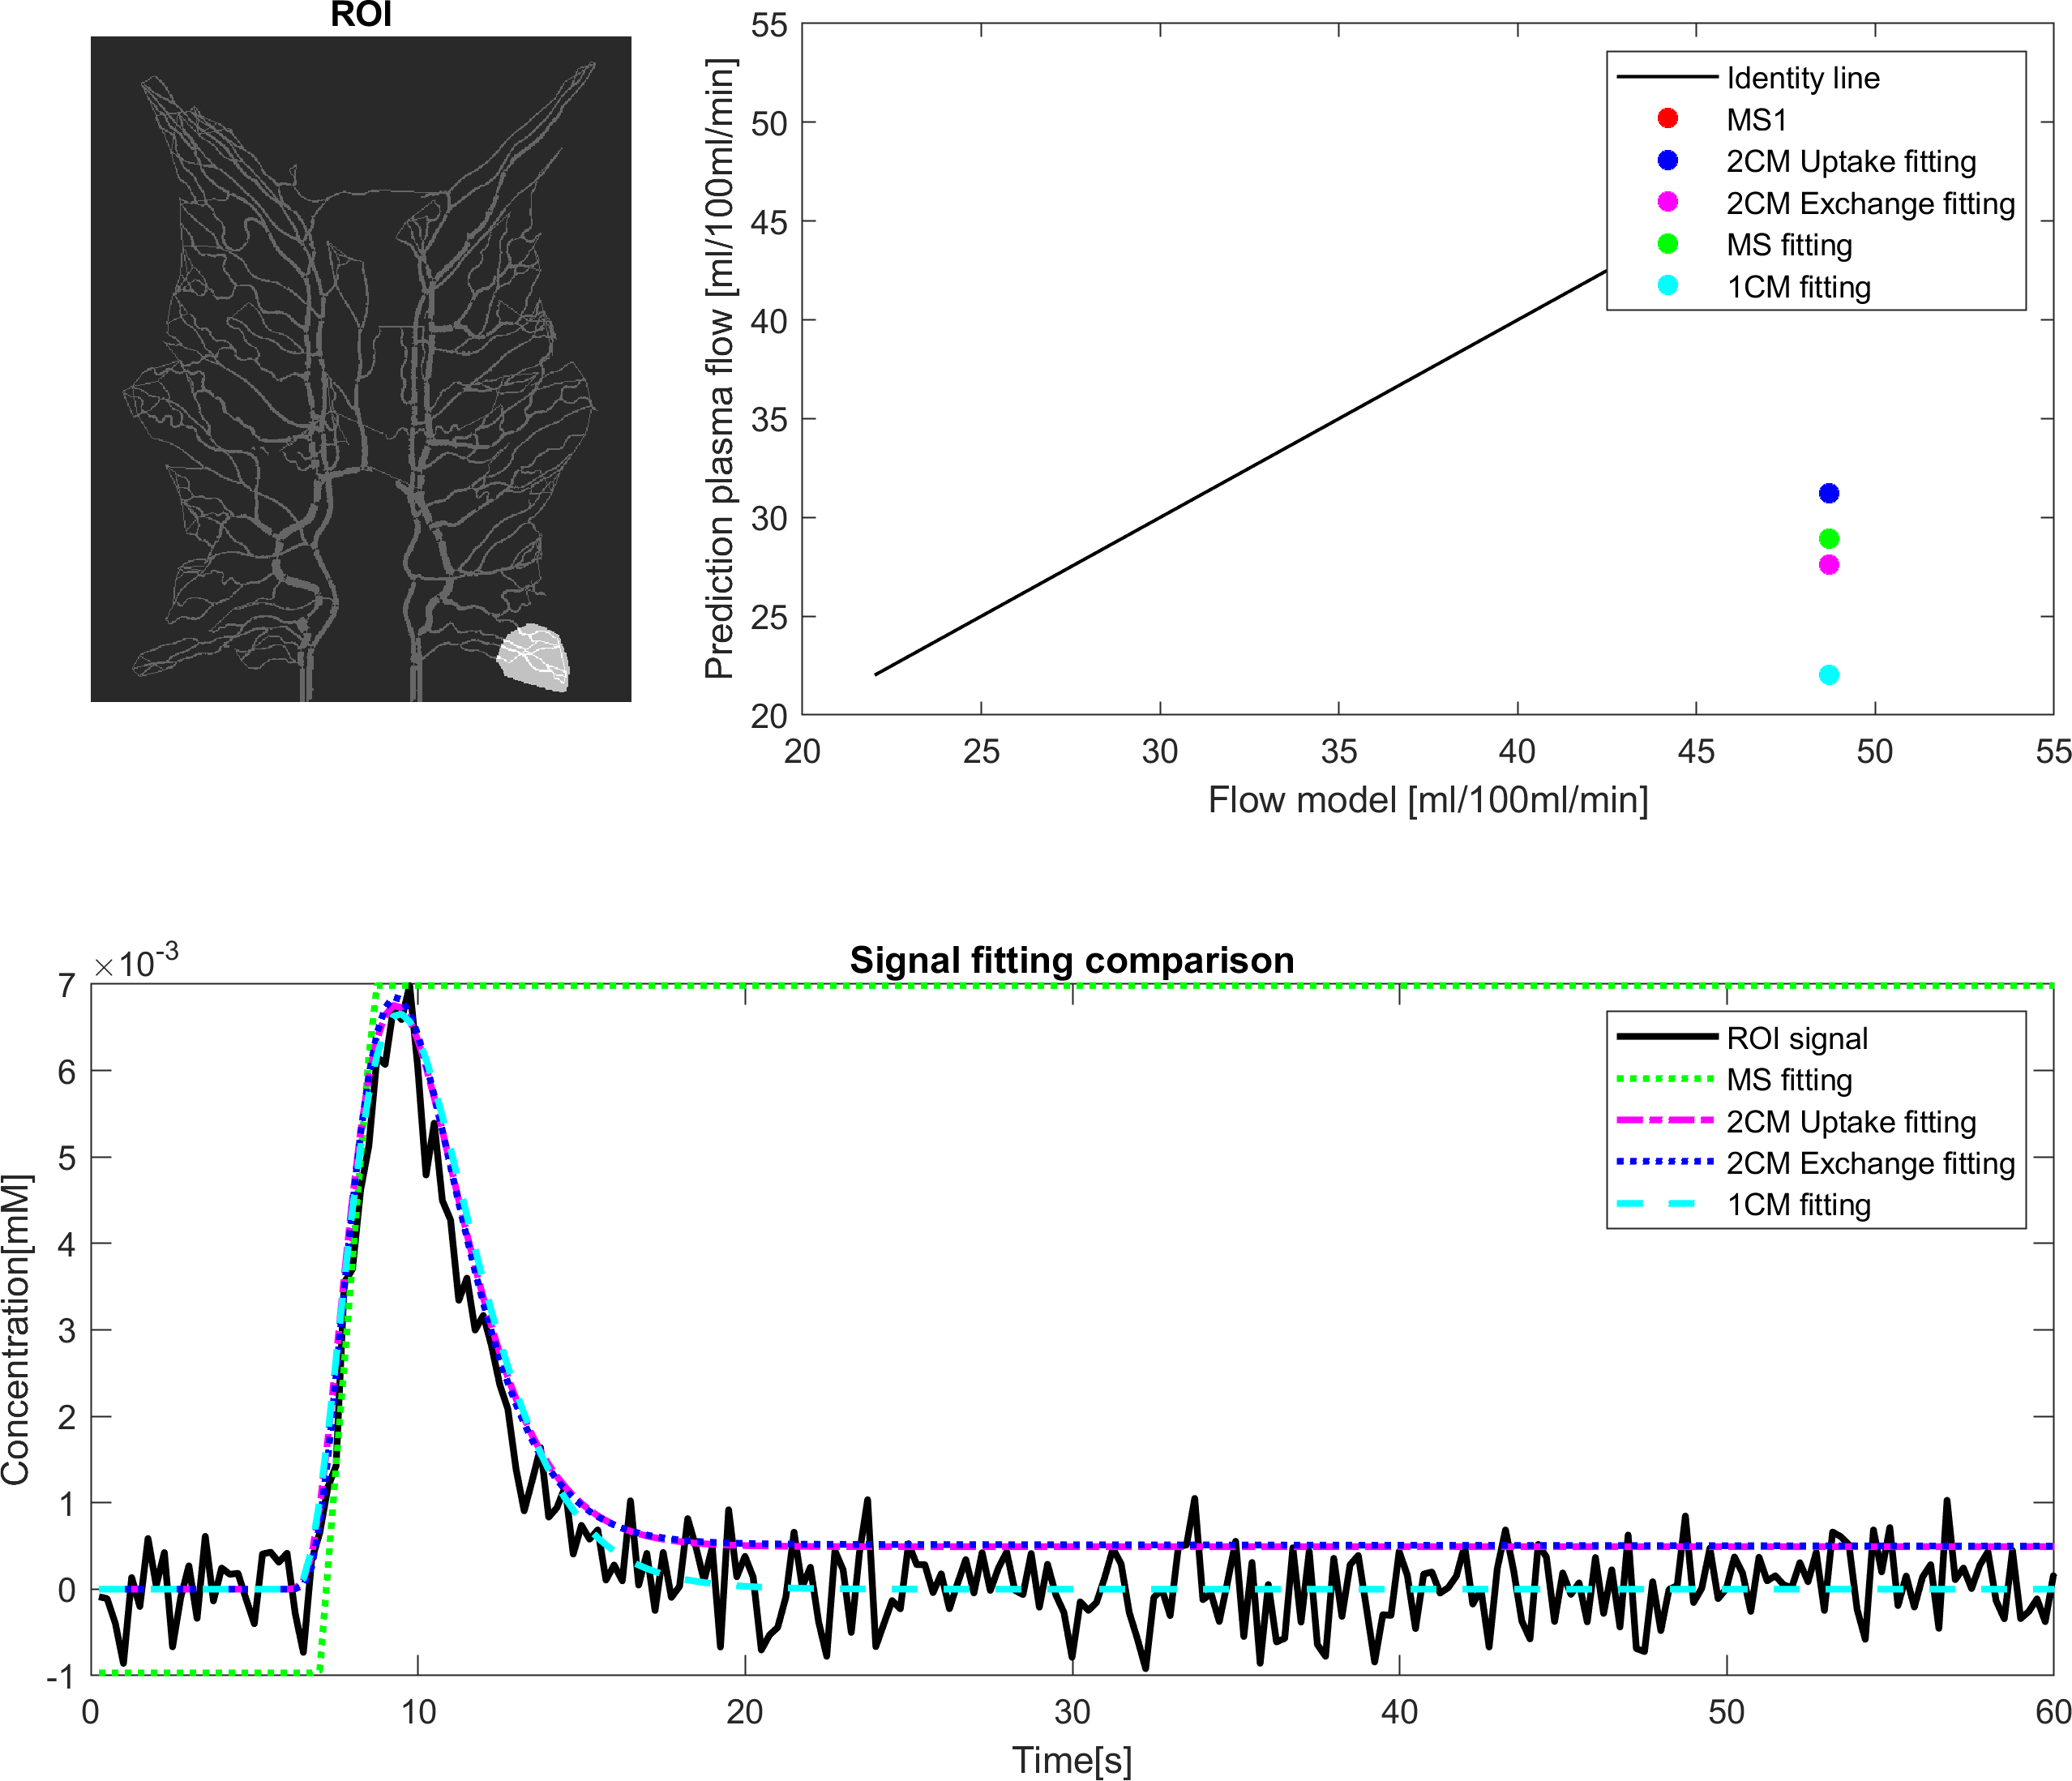 ROI
55
50
45
40
35
30
25
20
Prediction plasma flow [ml/100ml/min]
Identity line
MS1
2CM Uptake fitting
2CM Exchange fitting
MS fitting
1CM fitting
20 25 30 35 40 45 50 55
Flow model [ml/100ml/min]
Signal fitting comparison
×10-3
7
6
5
4
3
2
1
0
-1
Concentration[mM]
ROI signal
MS fitting
2CM Uptake fitting
2CM Exchange fitting
1CM fitting
0 10 20 30 40 50 60
Time[s]